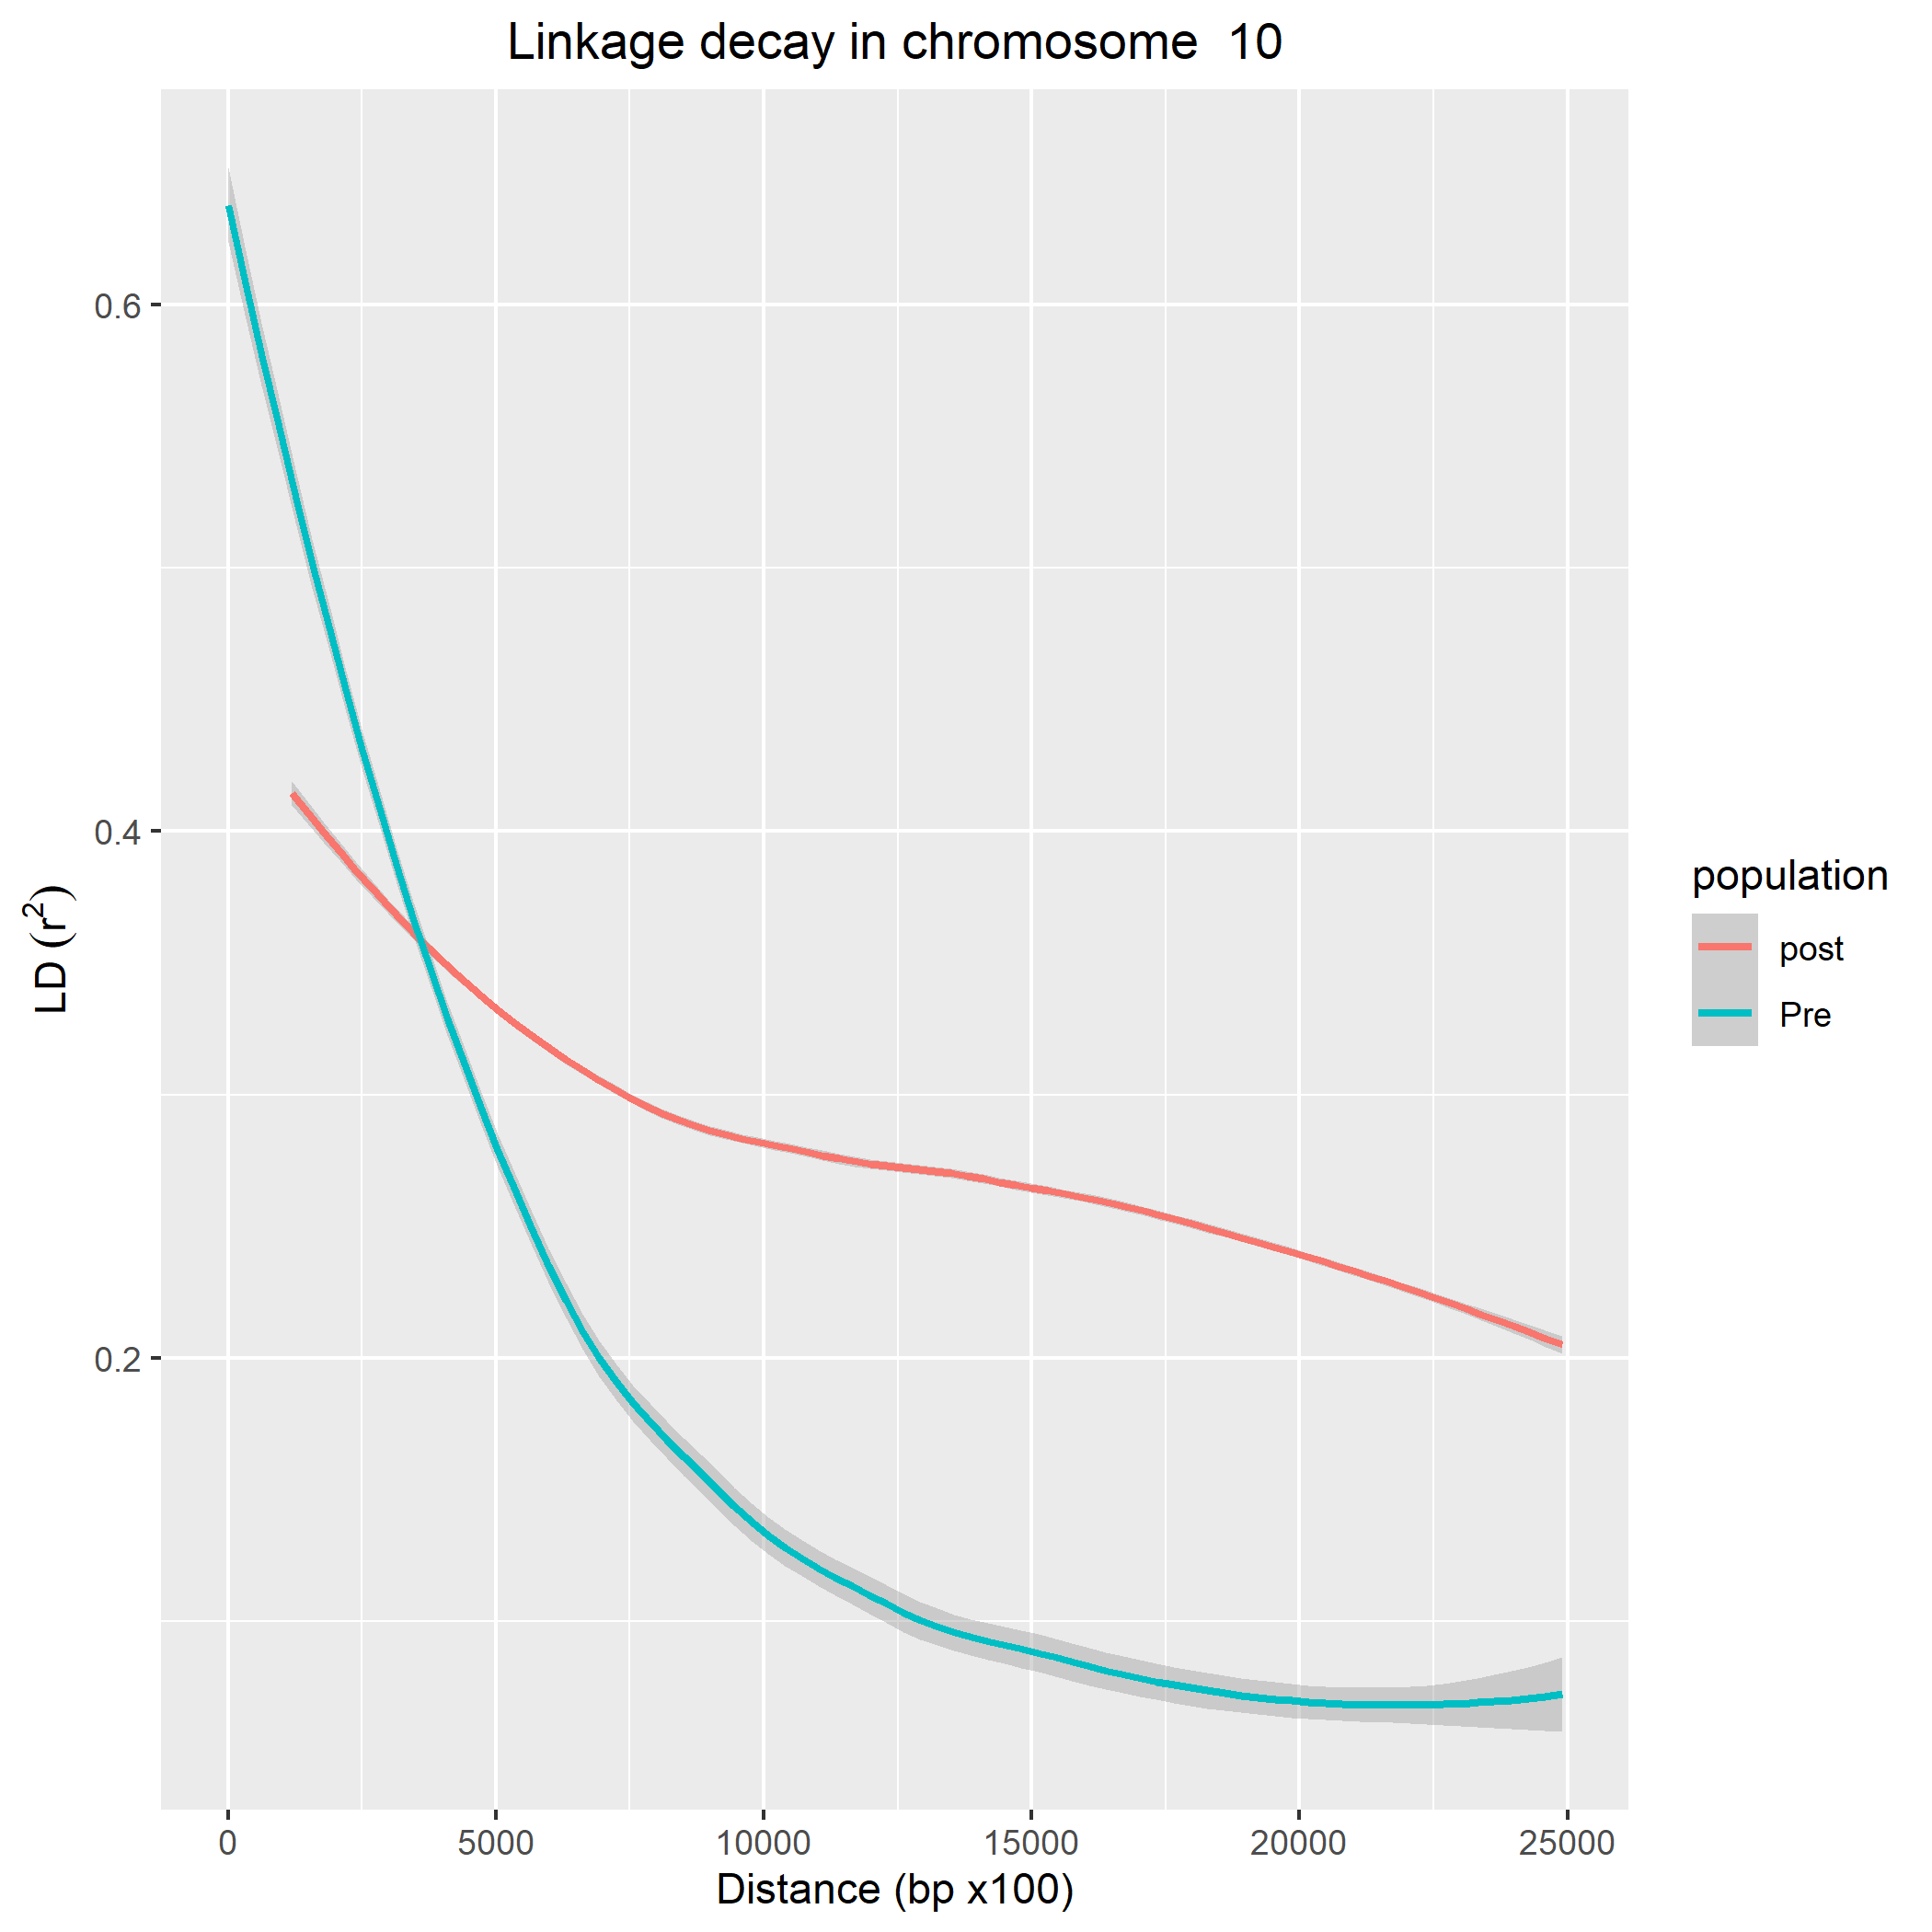 Linkage decay in chromosome  10
LD (r²)
0.6
0.4
0.2
0 5000 10000 15000 20000 25000
Distance (bp x100)
population
post
Pre